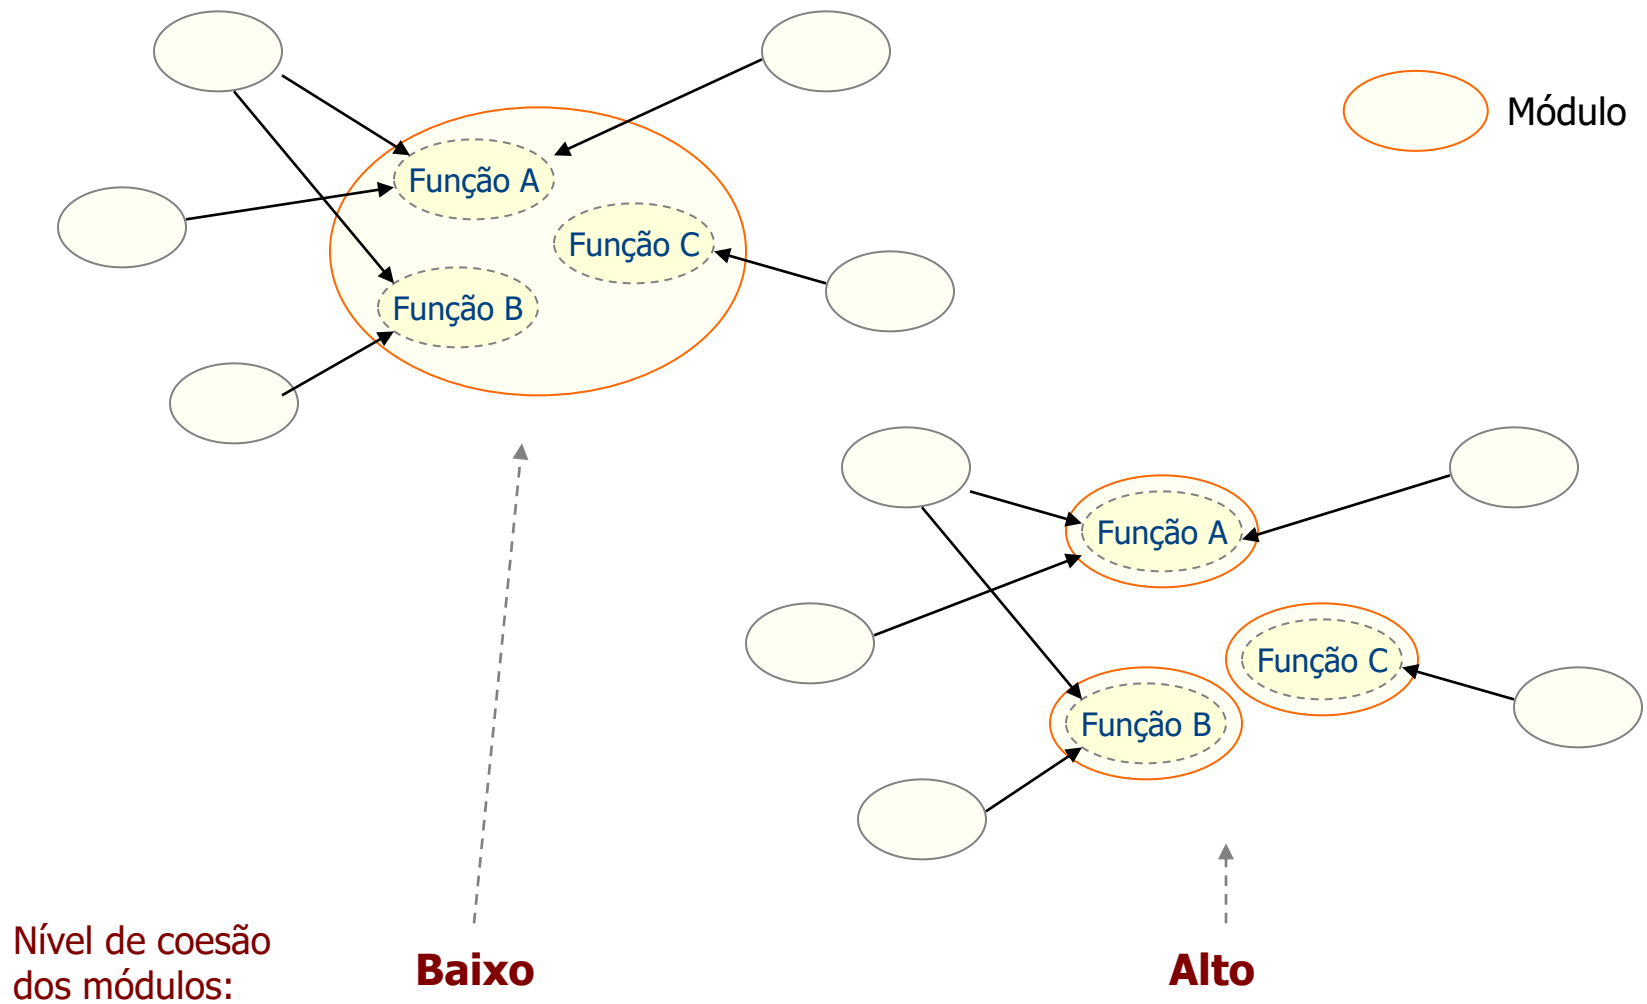 Módulo
Função A
Função C
Função B
Função A
Função C
Função B
Nível de coesão
dos módulos:
Baixo
Alto